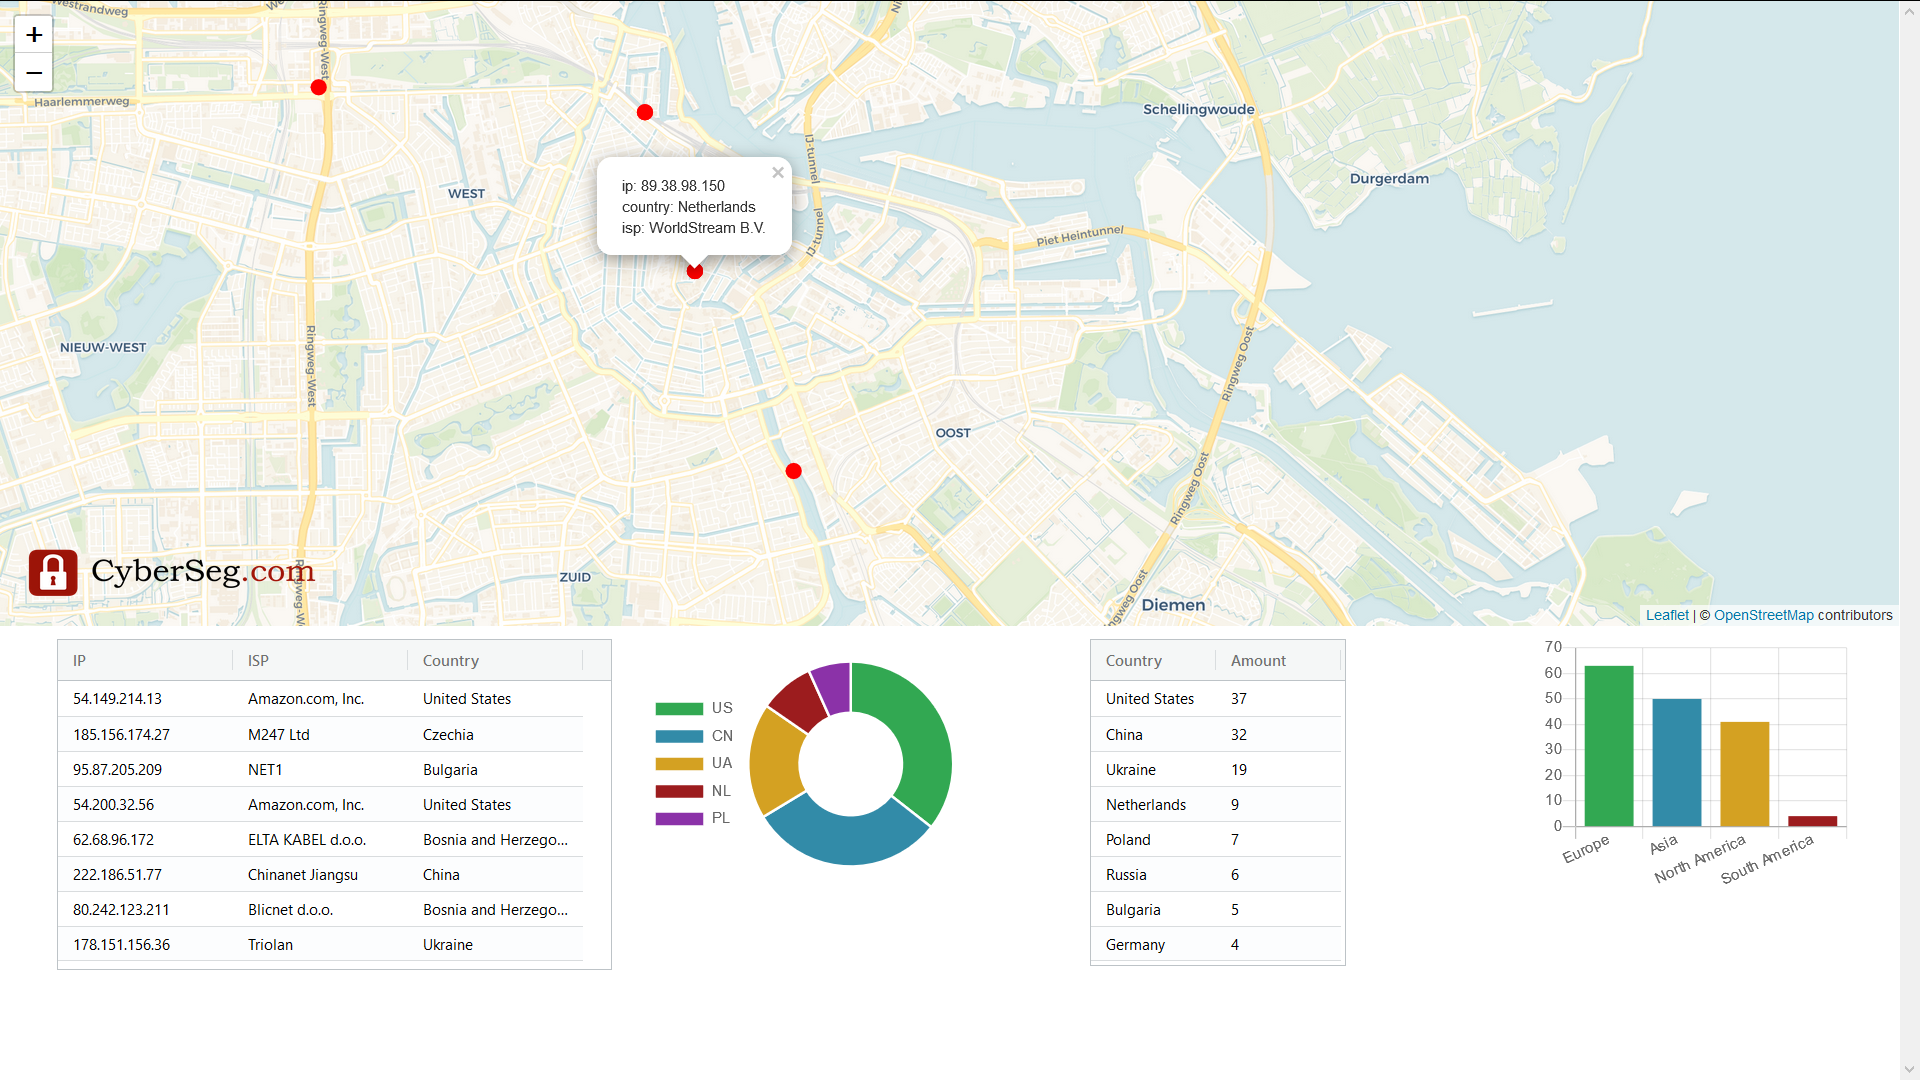 Westrandweg
Ringweg-West
+
−
Haarlemmerweg
Schellingwoude
IJ-tunnel
WEST
Durgerdam
×
ip: 89.38.98.150
country: Netherlands
isp: WorldStream B.V.
IJ-tunnel
Piet Heintunnel
NIEUW-WEST
Ringweg-West
Ringweg Oost
OOST
Ringweg Oost
CyberSeg.com
ZUID
Diemen
Leaflet | © OpenStreetMap contributors
IP ISP Country
54.149.214.13 Amazon.com, Inc. United States
185.156.174.27 M247 Ltd Czechia
95.87.205.209 NET1 Bulgaria
54.200.32.56 Amazon.com, Inc. United States
62.68.96.172 ELTA KABEL d.o.o. Bosnia and Herzego...
222.186.51.77 Chinanet Jiangsu China
80.242.123.211 Blicnet d.o.o. Bosnia and Herzego...
178.151.156.36 Triolan Ukraine
US
CN
UA
NL
PL
Country Amount
United States 37
China 32
Ukraine 19
Netherlands 9
Poland 7
Russia 6
Bulgaria 5
Germany 4
70
60
50
40
30
20
10
0
Europe
Asia
North America
South America